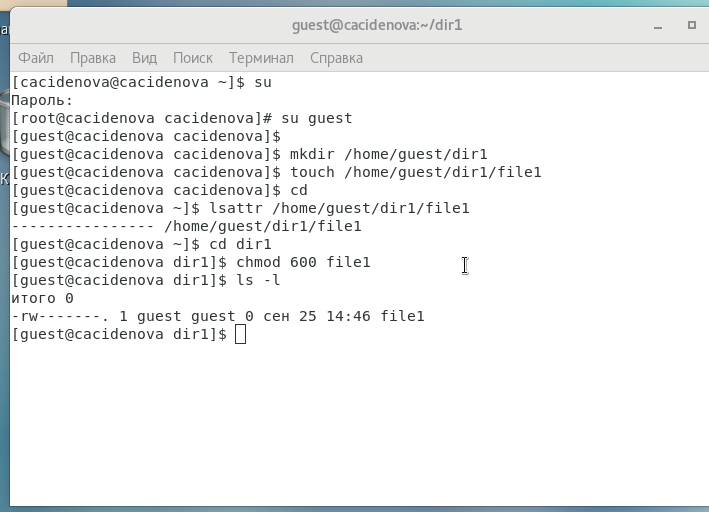 guest@cacidenova:~/dir1
Файл Правка Вид Поиск Терминал Справка
[cacidenova@cacidenova ~]$ su
Пароль:
[root@cacidenova cacidenova]# su guest
[guest@cacidenova cacidenova]$
[guest@cacidenova cacidenova]$ mkdir /home/guest/dir1
[guest@cacidenova cacidenova]$ touch /home/guest/dir1/file1
[guest@cacidenova cacidenova]$ cd
[guest@cacidenova ~]$ lsattr /home/guest/dir1/file1
---------------- /home/guest/dir1/file1
[guest@cacidenova ~]$ cd dir1
[guest@cacidenova dir1]$ chmod 600 file1
[guest@cacidenova dir1]$ ls -l
итого 0
-rw-------. 1 guest guest 0 сен 25 14:46 file1
[guest@cacidenova dir1]$